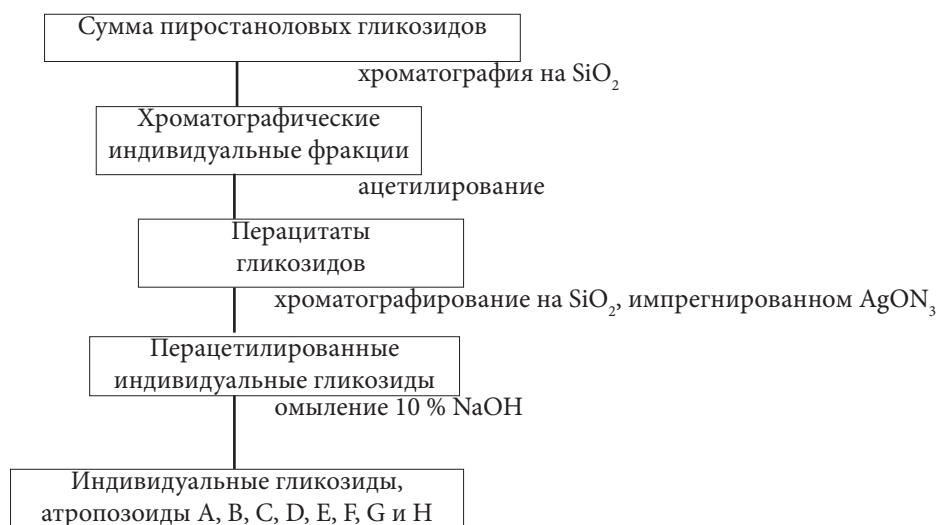 Сумма пиростаноловых гликозидов
хроматография на SiO₂
Хроматографические
индивидуальные фракции
ацетилирование
Перацитаты
гликозидов
хроматографирование на SiO₂, импрегнированном AgON₃
Перацетилированные
индивидуальные гликозиды
омыление 10 % NaOH
Индивидуальные гликозиды,
атропозоиды A, B, C, D, E, F, G и H